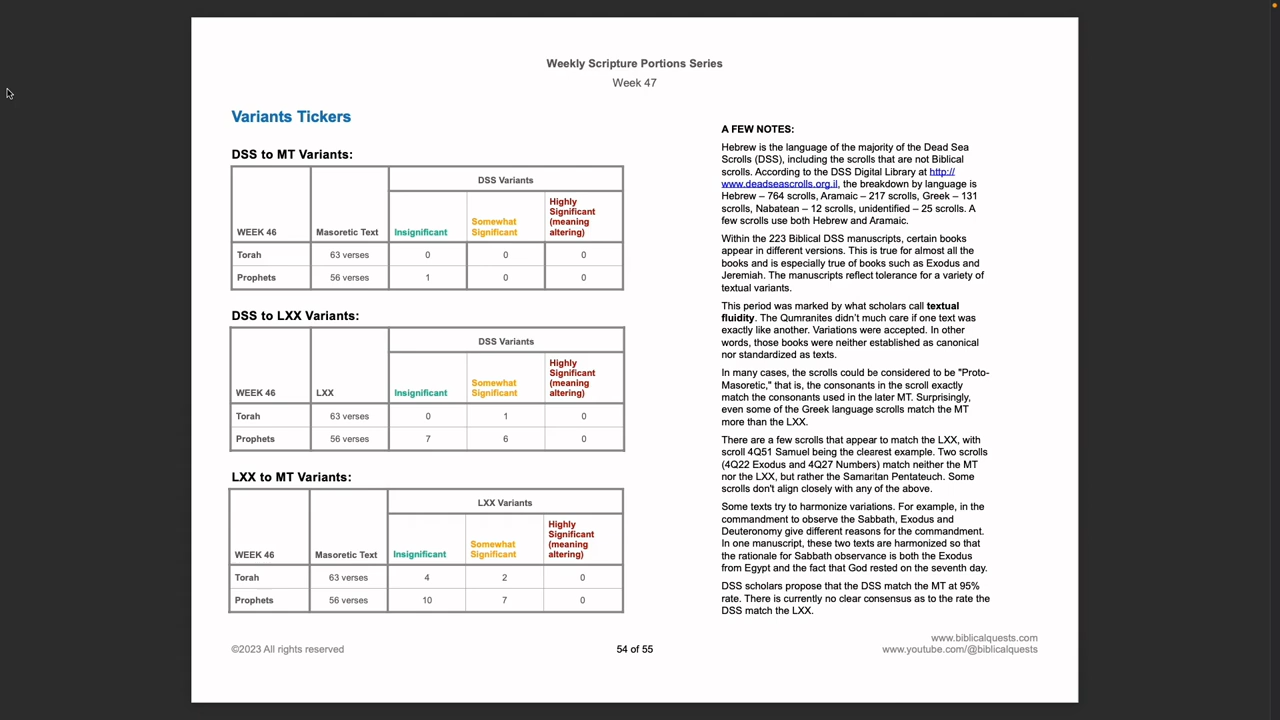 Weekly Scripture Portions Series
Week 47
Variants Tickers
DSS to MT Variants:
DSS Variants
WEEK 46 Masoretic Text Insignificant Somewhat Significant Highly Significant (meaning altering)
Torah 63 verses 0 0 0
Prophets 56 verses 1 0 0
DSS to LXX Variants:
DSS Variants
WEEK 46 LXX Insignificant Somewhat Significant Highly Significant (meaning altering)
Torah 63 verses 0 1 0
Prophets 56 verses 7 6 0
LXX to MT Variants:
LXX Variants
WEEK 46 Masoretic Text Insignificant Somewhat Significant Highly Significant (meaning altering)
Torah 63 verses 4 2 0
Prophets 56 verses 10 7 0
A FEW NOTES:
Hebrew is the language of the majority of the Dead Sea
Scrolls (DSS), including the scrolls that are not Biblical
scrolls. According to the DSS Digital Library at http://
www.deadseascrolls.org.il, the breakdown by language is
Hebrew – 764 scrolls, Aramaic – 217 scrolls, Greek – 131
scrolls, Nabatean – 12 scrolls, unidentified – 25 scrolls. A
few scrolls use both Hebrew and Aramaic.
Within the 223 Biblical DSS manuscripts, certain books
appear in different versions. This is true for almost all the
books and is especially true of books such as Exodus and
Jeremiah. The manuscripts reflect tolerance for a variety of
textual variants.
This period was marked by what scholars call textual
fluidity. The Qumranites didn't much care if one text was
exactly like another. Variations were accepted. In other
words, those books were neither established as canonical
nor standardized as texts.
In many cases, the scrolls could be considered to be "Proto-
Masoretic," that is, the consonants in the scroll exactly
match the consonants used in the later MT. Surprisingly,
even some of the Greek language scrolls match the MT
more than the LXX.
There are a few scrolls that appear to match the LXX, with
scroll 4Q51 Samuel being the clearest example. Two scrolls
(4Q22 Exodus and 4Q27 Numbers) match neither the MT
nor the LXX, but rather the Samaritan Pentateuch. Some
scrolls don't align closely with any of the above.
Some texts try to harmonize variations. For example, in the
commandment to observe the Sabbath, Exodus and
Deuteronomy give different reasons for the commandment.
In one manuscript, these two texts are harmonized so that
the rationale for Sabbath observance is both the Exodus
from Egypt and the fact that God rested on the seventh day.
DSS scholars propose that the DSS match the MT at 95%
rate. There is currently no clear consensus as to the rate the
DSS match the LXX.
©2023 All rights reserved
54 of 55
www.biblicalquests.com
www.youtube.com/@biblicalquests